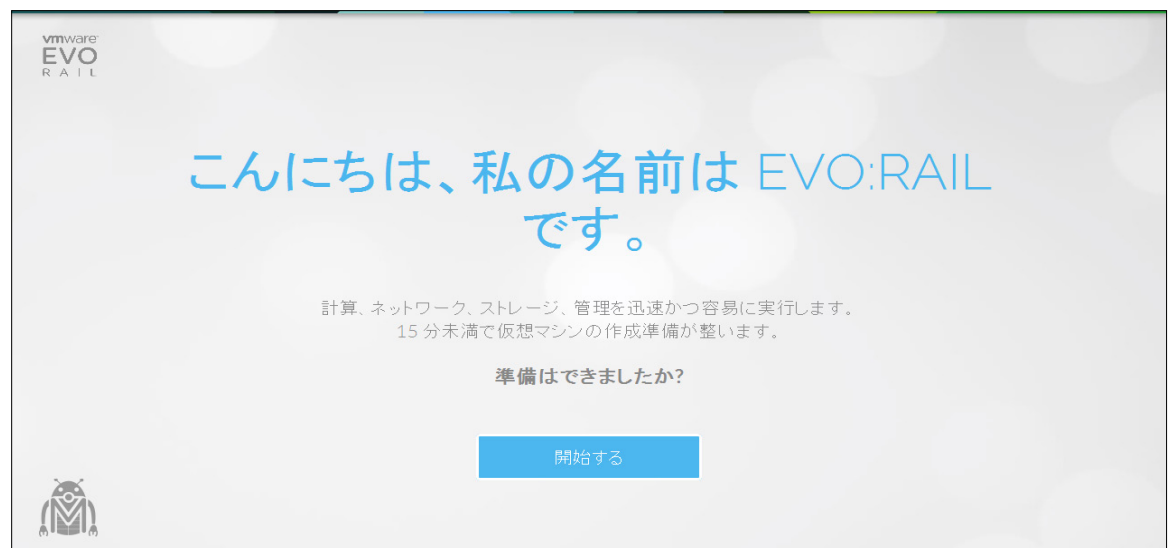 vmware
EVO
RAIL
こんにちは、私の名前は EVO:RAIL
です。
計算、ネットワーク、ストレージ、管理を迅速かつ容易に実行します。
15 分未満で仮想マシンの作成準備が整います。
準備はできましたか?
開始する